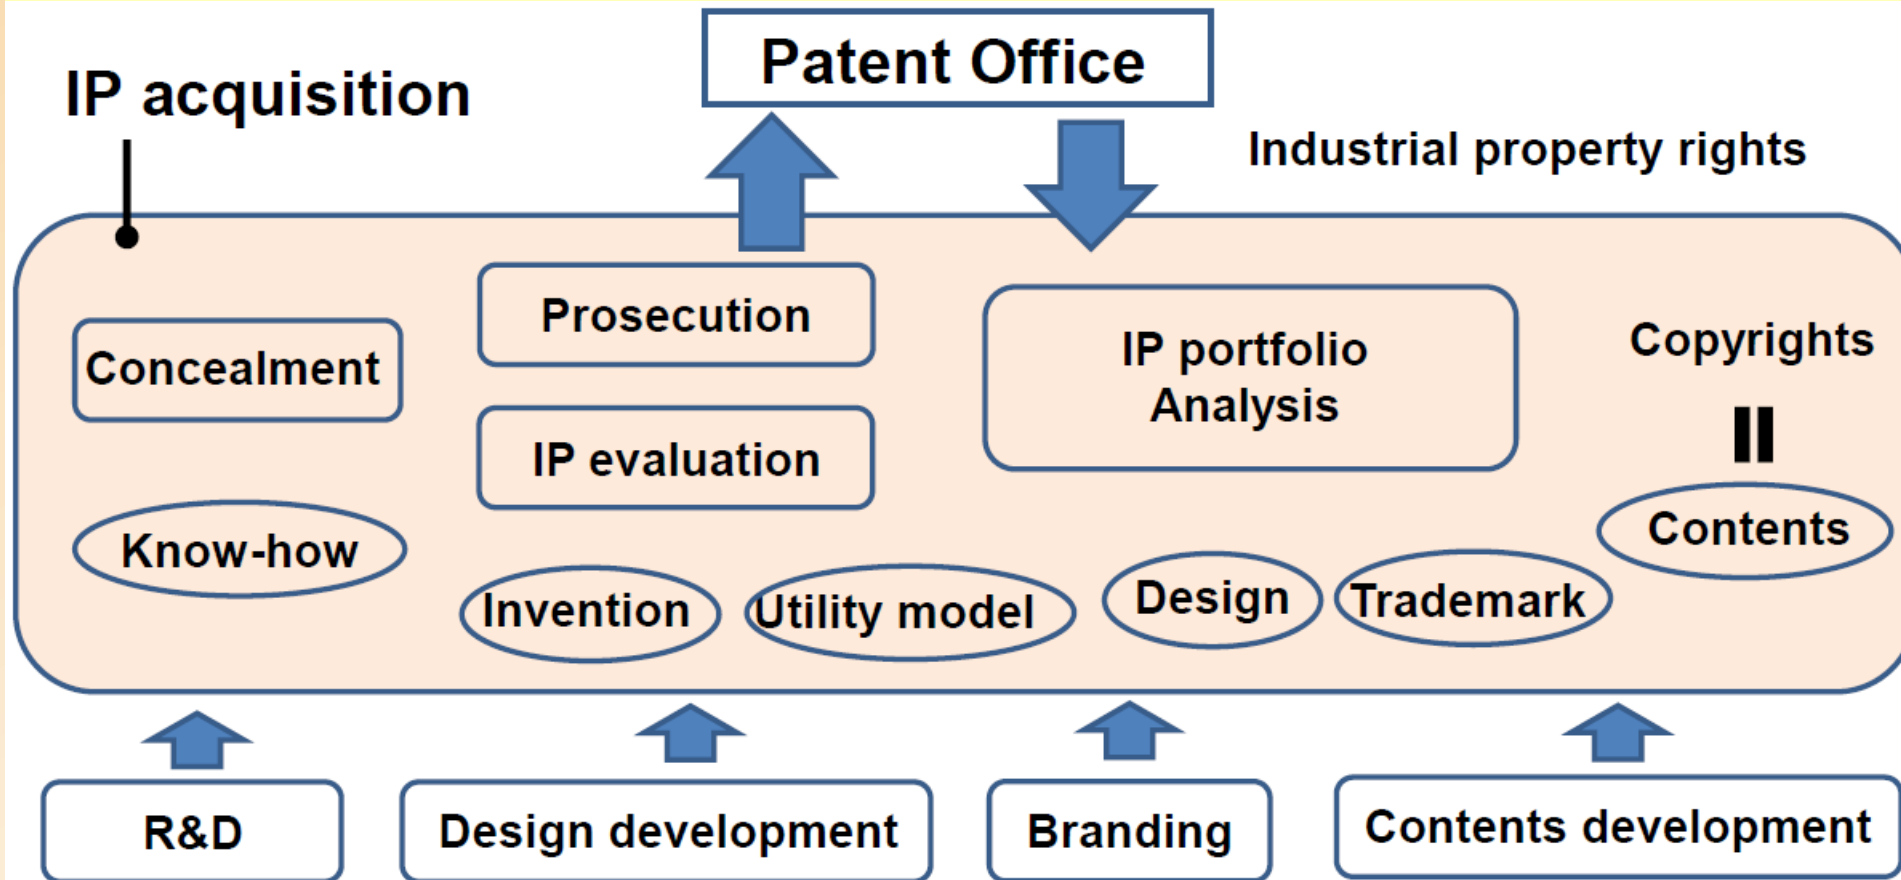 Patent Office
IP acquisition
Industrial property rights
Prosecution
Concealment
IP portfolio
Analysis
Copyrights
IP evaluation
Know-how
Contents
Invention
Utility model
Design
Trademark
R&D
Design development
Branding
Contents development